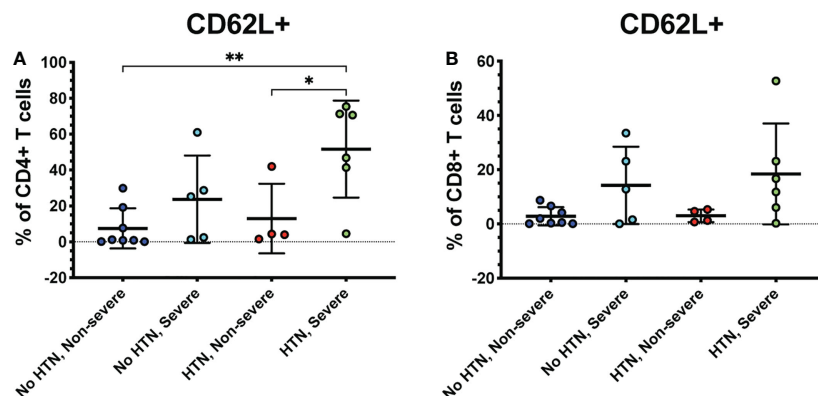 CD62L+
A
% of CD4+ T cells
100
80
60
40
20
0
-20
**
*
No HTN, Non-severe
No HTN, Severe
HTN, Non-severe
HTN, Severe
CD62L+
B
% of CD8+ T cells
60
40
20
0
-20
No HTN, Non-severe
No HTN, Severe
HTN, Non-severe
HTN, Severe